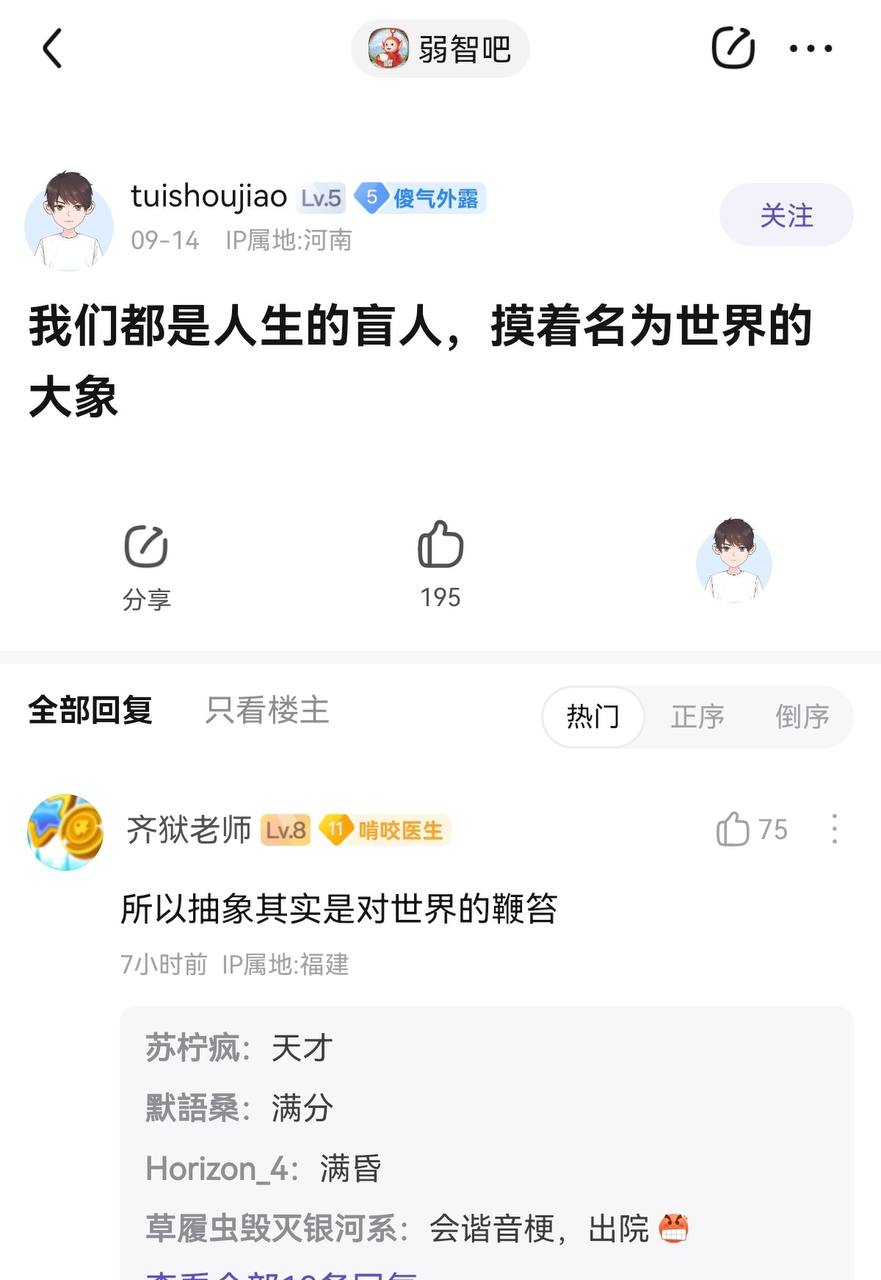 弱智吧
tuishoujiao Lv.5 5 傻气外露
09-14 IP属地:河南
关注
我们都是人生的盲人，摸着名为世界的
大象
分享
195
全部回复 只看楼主 热门 正序 倒序
齐狱老师 Lv.8 11 啃咬医生 75
所以抽象其实是对世界的鞭笞
7小时前 IP属地:福建
苏柠疯：天才
默語桑：满分
Horizon_4：满昏
草履虫毁灭银河系：会谐音梗，出院